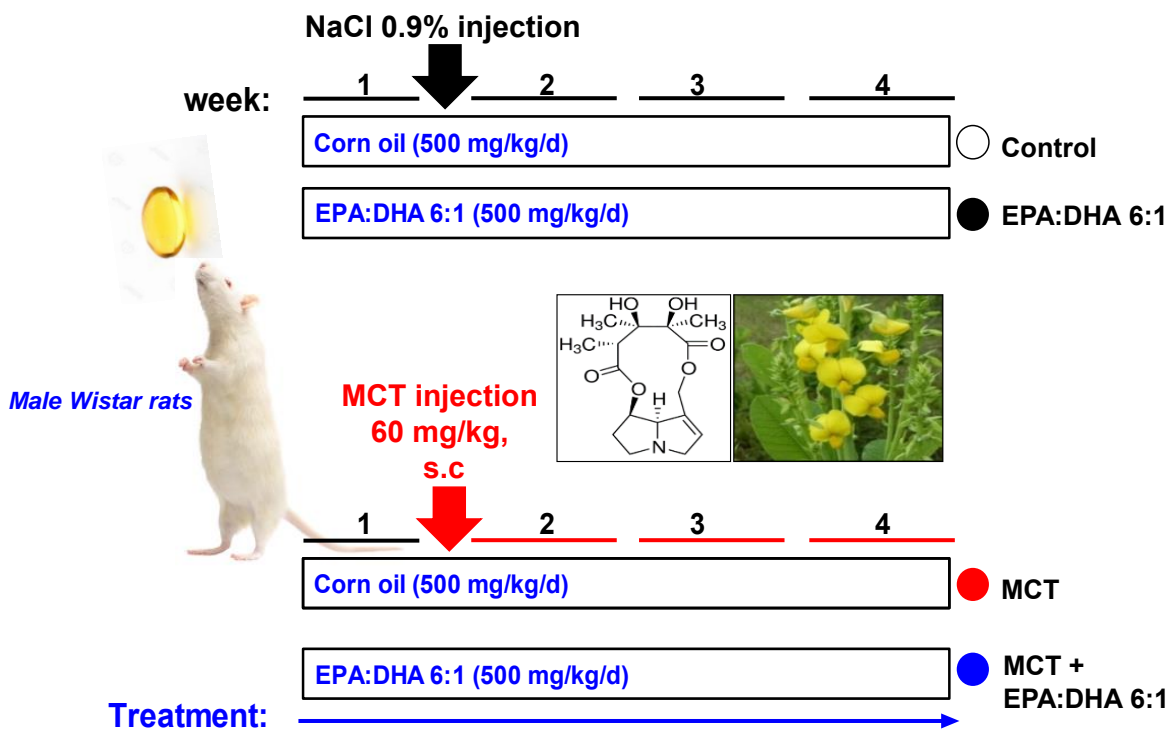 NaCl 0.9% injection
week:
1
2
3
4
Corn oil (500 mg/kg/d)
Control
EPA:DHA 6:1 (500 mg/kg/d)
EPA:DHA 6:1
HO
OH
H₃C
CH₃
H₃C
O
O
O
O
H
N
Male Wistar rats
MCT injection
60 mg/kg,
s.c
1
2
3
4
Corn oil (500 mg/kg/d)
MCT
EPA:DHA 6:1 (500 mg/kg/d)
MCT +
EPA:DHA 6:1
Treatment: